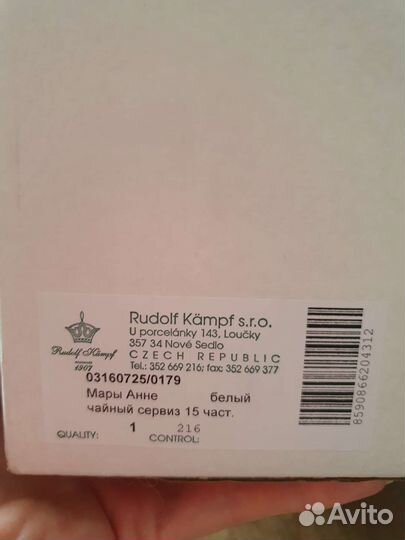 Rudolf Kämpf s.r.o.
U porcelánky 143, Loučky
357 34 Nové Sedlo
CZECH REPUBLIC
Tel.: 352 669 216; fax: 352 669 377
Rudolf Kämpf
1907
03160725/0179
Мары Анне белый
чайный сервиз 15 част.
QUALITY: 1 CONTROL: 216
8590866204312
Avito